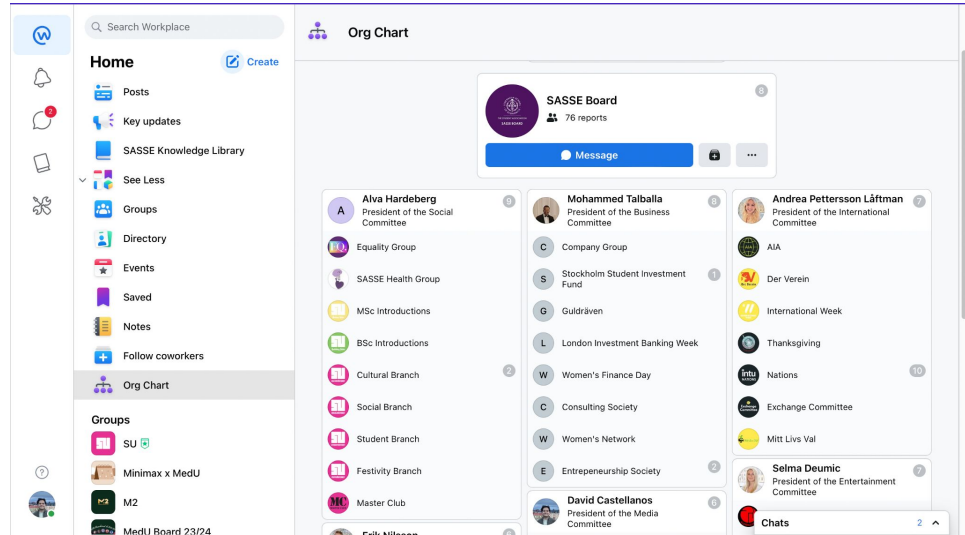 Search Workplace
Home
Create
2
Posts
Key updates
SASSE Knowledge Library
See Less
Groups
Directory
Events
Saved
Notes
Follow coworkers
Org Chart
Groups
SU
Minimax x MedU
M2
M2
MedU Board 23/24
Org Chart
SASSE Board
8
76 reports
Message
A
Alva Hardeberg
9
President of the Social
Committee
Equality Group
SASSE Health Group
MSc Introductions
BSc Introductions
Cultural Branch
2
Social Branch
Student Branch
Festivity Branch
MC
Master Club
Erik Nilsson
Mohammed Talballa
8
President of the Business
Committee
C
Company Group
S
Stockholm Student Investment
Fund
1
G
Guldräven
L
London Investment Banking Week
W
Women's Finance Day
C
Consulting Society
W
Women's Network
E
Entrepeneurship Society
2
David Castellanos
6
President of the Media
Committee
Andrea Pettersson Låftman
7
President of the International
Committee
AIA
AIA
Der Verein
International Week
Thanksgiving
intu
Nations
10
Exchange Committee
Mitt Livs Val
Selma Deumic
7
President of the Entertainment
Committee
Chats
2